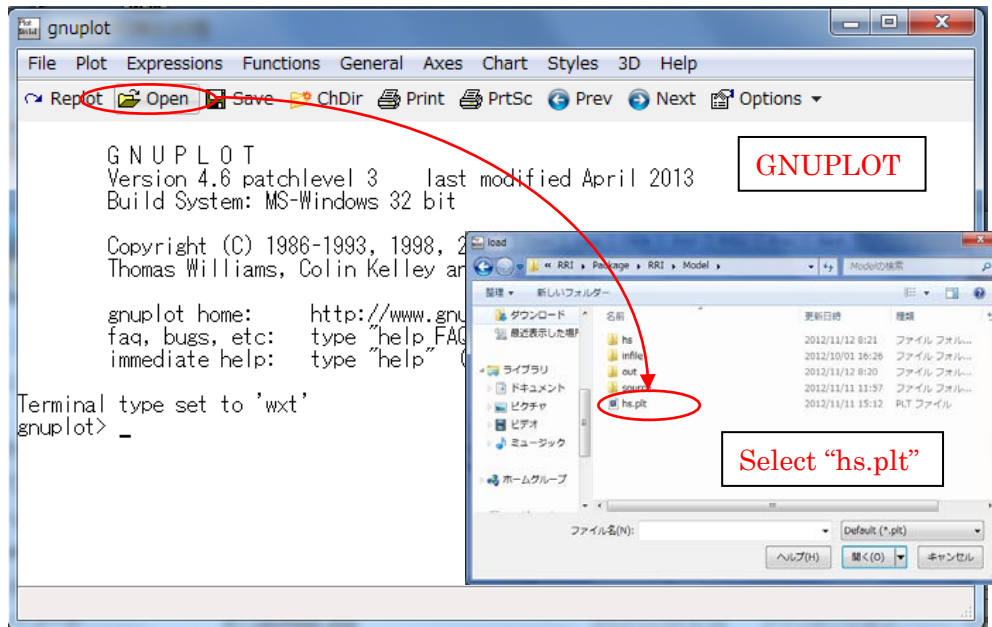 gnuplot
File Plot Expressions Functions General Axes Chart Styles 3D Help
Replot Open Save ChDir Print PrtSc Prev Next Options
GNUPLOT
G N U P L O T
Version 4.6 patchlevel 3 last modified April 2013
Build System: MS-Windows 32 bit
Copyright (C) 1986-1993, 1998, 2
Thomas Williams, Colin Kelley an
gnuplot home: http://www.gnu
faq, bugs, etc: type "help FAQ
immediate help: type "help" (
Terminal type set to 'wxt'
gnuplot> _
load
« RRI ▸ Package ▸ RRI ▸ Model ▸
Modelの検索
整理 新しいフォルダー
ダウンロード
最近表示した場所
ライブラリ
ドキュメント
ピクチャ
ビデオ
ミュージック
ホームグループ
名前 更新日時 種類
hs 2012/11/12 8:21 ファイル フォル...
infile 2012/10/01 16:26 ファイル フォル...
out 2012/11/12 8:20 ファイル フォル...
source 2012/11/11 11:57 ファイル フォル...
hs.plt 2012/11/11 15:12 PLT ファイル
Select “hs.plt”
ファイル名(N): Default (*.plt)
ヘルプ(H) 開く(O) キャンセル